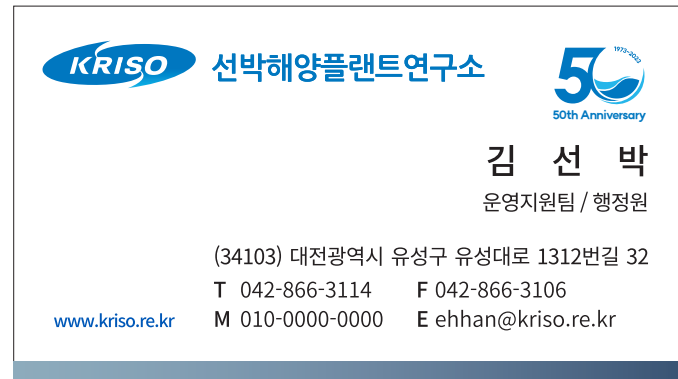 KRISO 선박해양플랜트연구소
1973-2023
50
50th Anniversary
김 선 박
운영지원팀 / 행정원
(34103) 대전광역시 유성구 유성대로 1312번길 32
T 042-866-3114 F 042-866-3106
www.kriso.re.kr M 010-0000-0000 E ehhan@kriso.re.kr